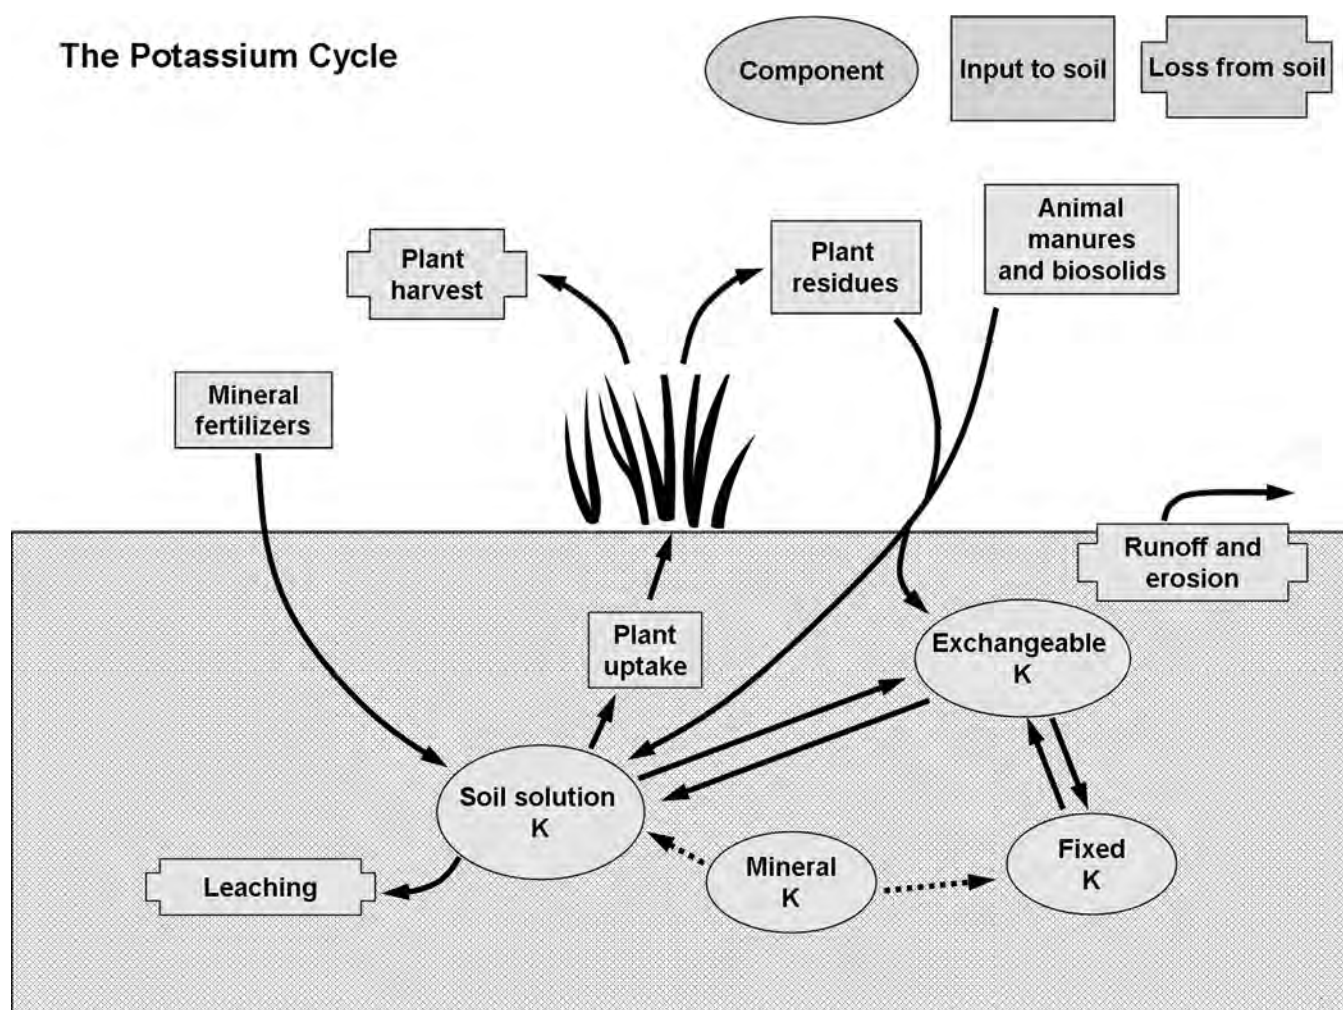 The Potassium Cycle
Component
Input to soil
Loss from soil
Animal
manures
and biosolids
Plant
harvest
Plant
residues
Mineral
fertilizers
Runoff and
erosion
Plant
uptake
Exchangeable
K
Soil solution
K
Mineral
K
Fixed
K
Leaching